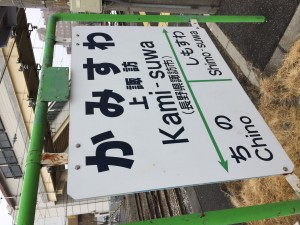 かみすわ
上諏訪
Kami-suwa
(長野県諏訪市)
しもすわ
Shimo-suwa
ちの
Chino